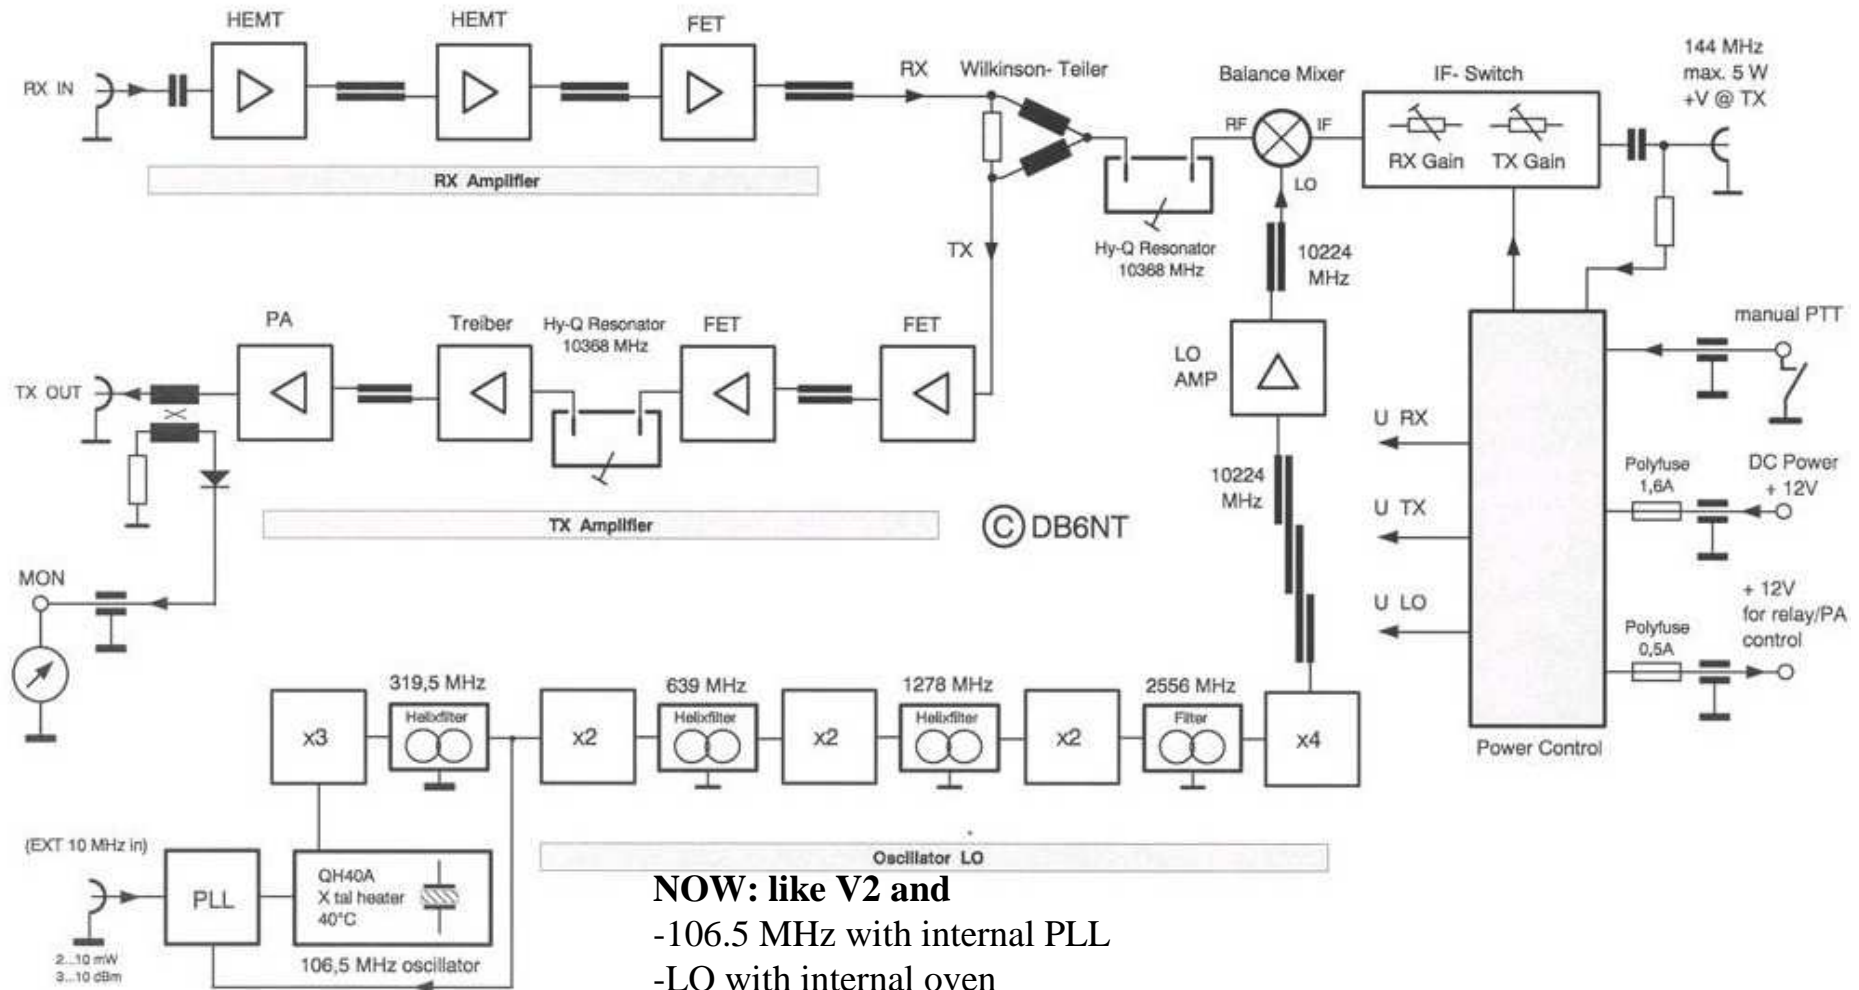 HEMT
HEMT
FET
RX IN
RX
Wilkinson- Teiler
Balance Mixer
IF- Switch
144 MHz
max. 5 W
+V @ TX
RF
IF
RX Gain
TX Gain
LO
RX Amplifier
Hy-Q Resonator
10368 MHz
TX
10224
MHz
PA
Treiber
Hy-Q Resonator
10368 MHz
FET
FET
LO
AMP
manual PTT
TX OUT
U RX
10224
MHz
Polyfuse
1,6A
DC Power
+ 12V
U TX
TX Amplifier
© DB6NT
MON
U LO
+ 12V
for relay/PA
control
Polyfuse
0,5A
Power Control
319,5 MHz
639 MHz
1278 MHz
2556 MHz
Helixfilter
Helixfilter
Helixfilter
Filter
x3
x2
x2
x2
x4
(EXT 10 MHz in)
PLL
QH40A
X tal heater
40°C
2...10 mW
3...10 dBm
106,5 MHz oscillator
Oscillator LO
NOW: like V2 and
-106.5 MHz with internal PLL
-LO with internal oven